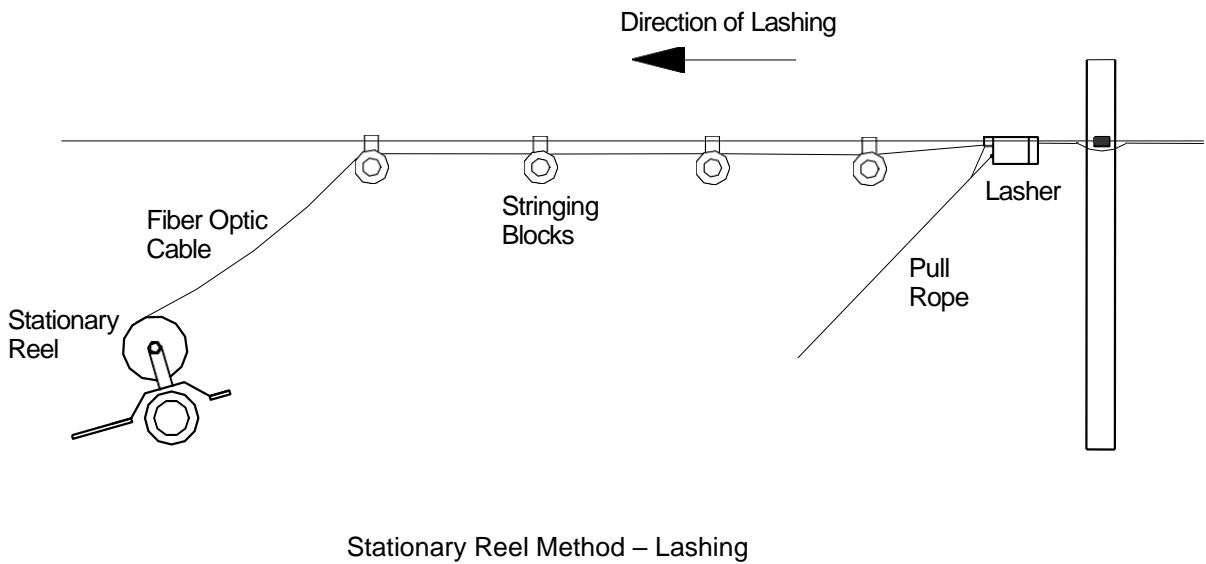 Direction of Lashing
Fiber Optic
Cable
Stringing
Blocks
Lasher
Pull
Rope
Stationary
Reel
Stationary Reel Method – Lashing